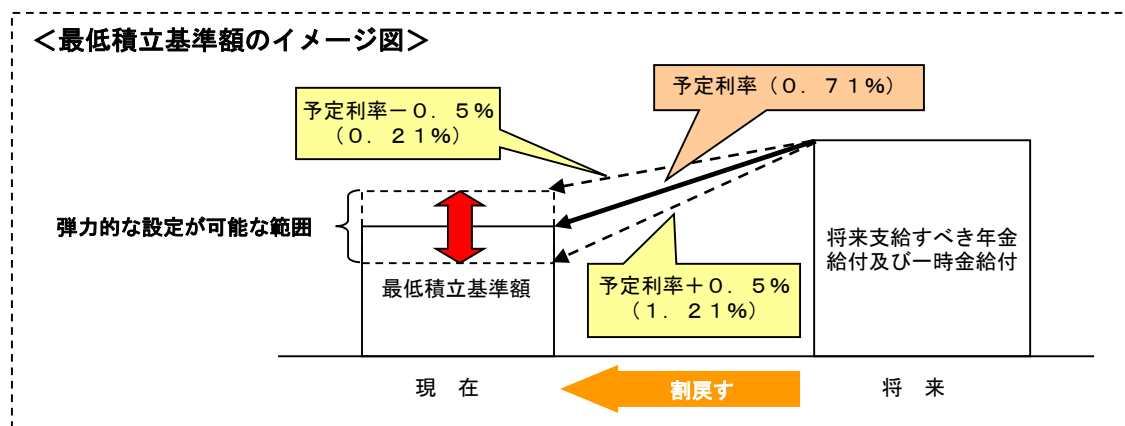 ＜最低積立基準額のイメージ図＞
予定利率（０．７１％）
予定利率－０．５％
（０．２１％）
弾力的な設定が可能な範囲
将来支給すべき年金
給付及び一時金給付
最低積立基準額
予定利率＋０．５％
（１．２１％）
現　在
割戻す
将　来